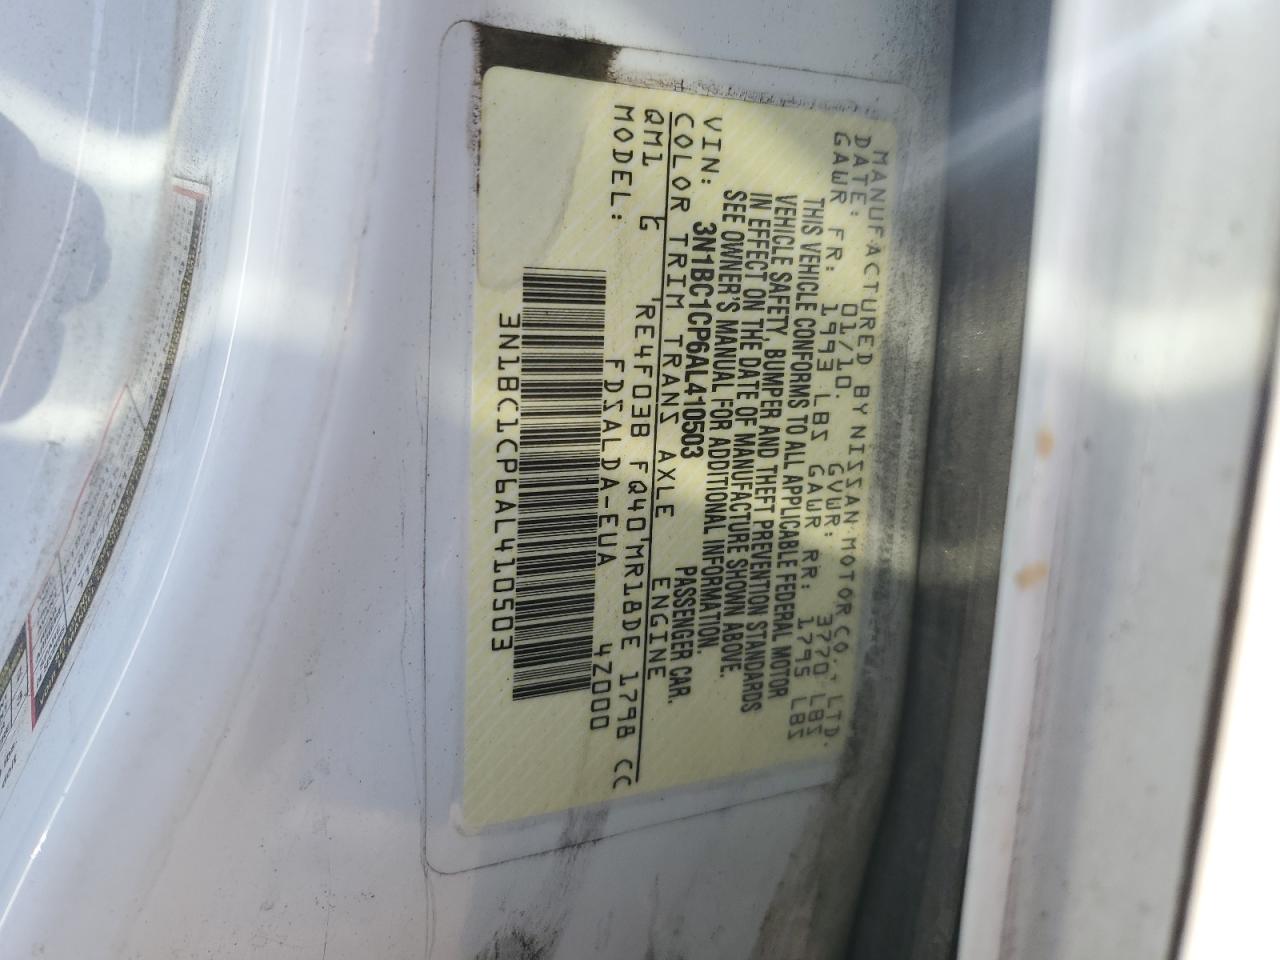 MANUFACTURED BY NISSAN MOTOR CO., LTD.
DATE: 01/10. GVWR: 3770 LBS
GAWR FR: 1993 LBS GAWR RR: 1795 LBS
THIS VEHICLE CONFORMS TO ALL APPLICABLE FEDERAL MOTOR
VEHICLE SAFETY, BUMPER AND THEFT PREVENTION STANDARDS
IN EFFECT ON THE DATE OF MANUFACTURE SHOWN ABOVE.
SEE OWNER'S MANUAL FOR ADDITIONAL INFORMATION.
VIN: 3N1BC1CP6AL410503 PASSENGER CAR.
COLOR TRIM TRANS AXLE ENGINE
QM1 G RE4F03B FQ40 MR18DE 1798 CC
MODEL: FDSALDA-EUA 4Z000
3N1BC1CP6AL410503